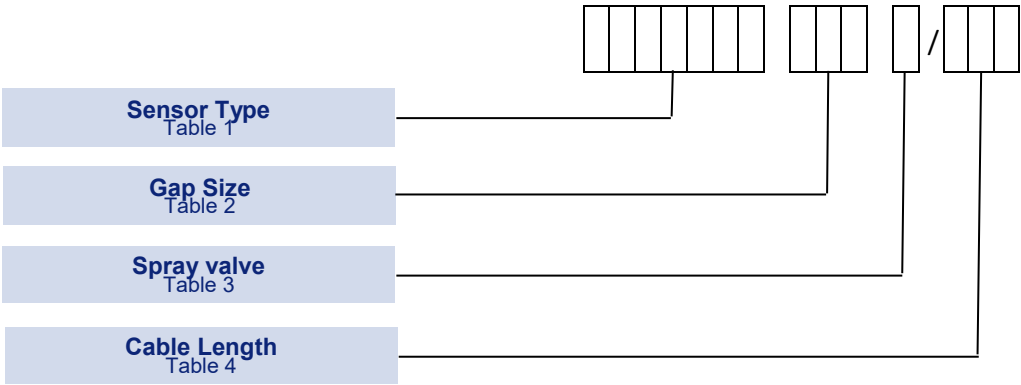 /
Sensor Type
Table 1
Gap Size
Table 2
Spray valve
Table 3
Cable Length
Table 4